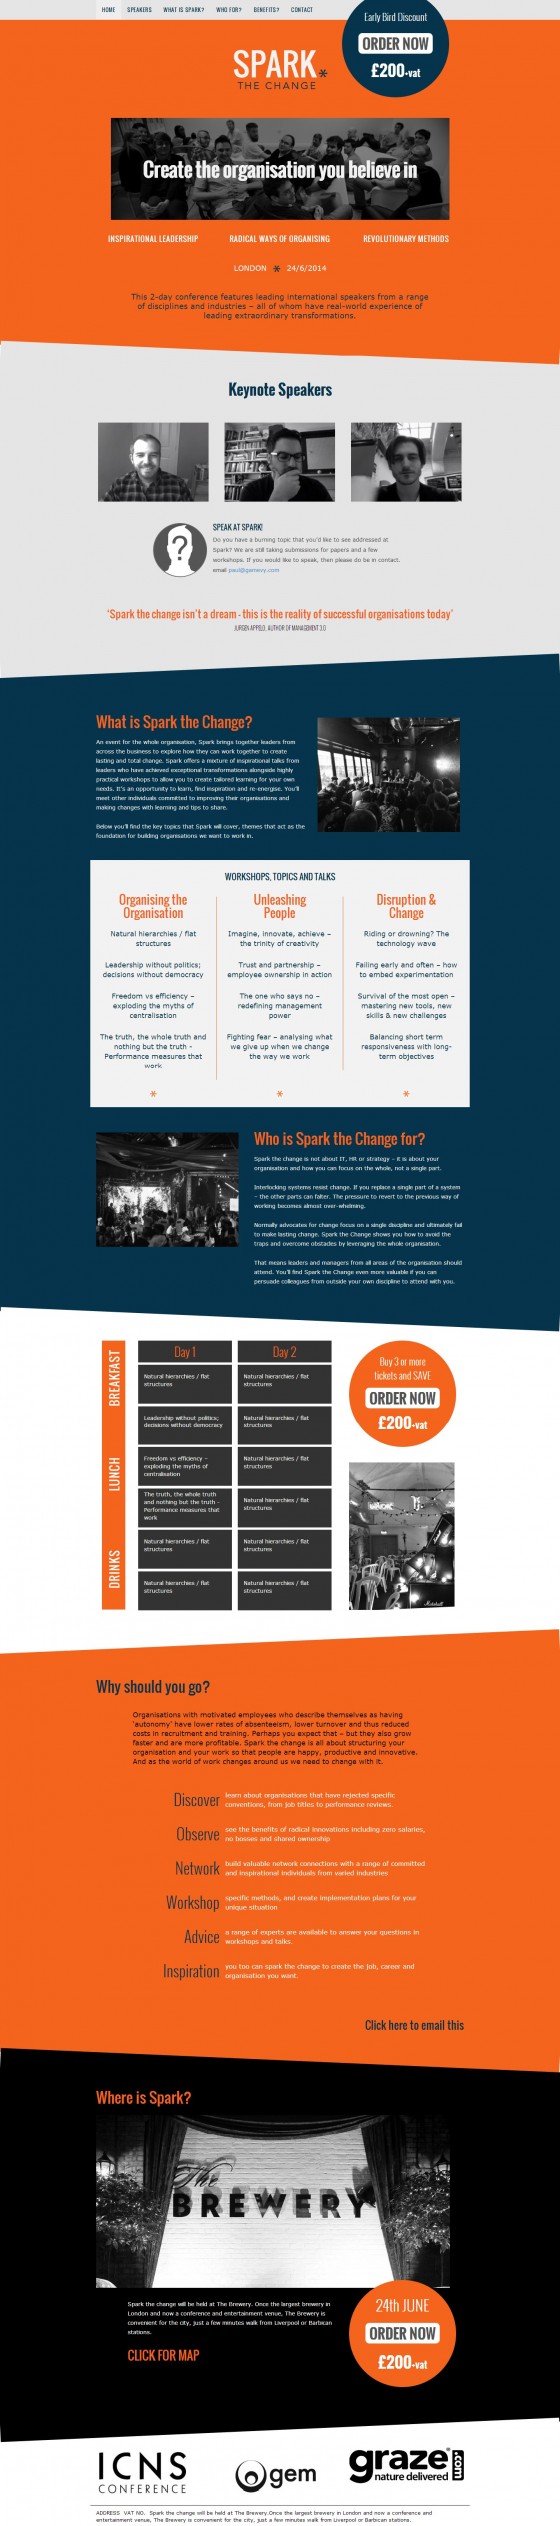 HOME SPEAKERS WHAT IS SPARK? WHO FOR? BENEFITS? CONTACT
Early Bird Discount
ORDER NOW
£200+vat
SPARK*
THE CHANGE
Create the organisation you believe in
INSPIRATIONAL LEADERSHIP RADICAL WAYS OF ORGANISING REVOLUTIONARY METHODS
LONDON * 24/6/2014
This 2-day conference features leading international speakers from a range
of disciplines and industries – all of whom have real-world experience of
leading extraordinary transformations.
Keynote Speakers
SPEAK AT SPARK!
Do you have a burning topic that you'd like to see addressed at
Spark? We are still taking submissions for papers and a few
workshops. If you would like to speak, then please do be in contact.
email paul@gamevy.com
'Spark the change isn't a dream - this is the reality of successful organisations today'
JURGEN APPELO, AUTHOR OF MANAGEMENT 3.0
What is Spark the Change?
An event for the whole organisation, Spark brings together leaders from
across the business to explore how they can work together to create
lasting and total change. Spark offers a mixture of inspirational talks from
leaders who have achieved exceptional transformations alongside highly
practical workshops to allow you to create tailored learning for your own
needs. It's an opportunity to learn, find inspiration and re-energise. You'll
meet other individuals committed to improving their organisations and
making changes with learning and tips to share.
Below you'll find the key topics that Spark will cover, themes that act as the
foundation for building organisations we want to work in.
WORKSHOPS, TOPICS AND TALKS
Organising the
Organisation
Natural hierarchies / flat
structures
Leadership without politics;
decisions without democracy
Freedom vs efficiency –
exploding the myths of
centralisation
The truth, the whole truth and
nothing but the truth -
Performance measures that
work
*
Unleashing
People
Imagine, innovate, achieve –
the trinity of creativity
Trust and partnership –
employee ownership in action
The one who says no –
redefining management
power
Fighting fear – analysing what
we give up when we change
the way we work
*
Disruption &
Change
Riding or drowning? The
technology wave
Failing early and often – how
to embed experimentation
Survival of the most open –
mastering new tools, new
skills & new challenges
Balancing short term
responsiveness with long-
term objectives
*
Who is Spark the Change for?
Spark the change is not about IT, HR or strategy – it is about your
organisation and how you can focus on the whole, not a single part.
Interlocking systems resist change. If you replace a single part of a system
– the other parts can falter. The pressure to revert to the previous way of
working becomes almost over-whelming.
Normally advocates for change focus on a single discipline and ultimately fail
to make lasting change. Spark the Change shows you how to avoid the
traps and overcome obstacles by leveraging the whole organisation.
That means leaders and managers from all areas of the organisation should
attend. You'll find Spark the Change even more valuable if you can
persuade colleagues from outside your own discipline to attend with you.
BREAKFAST
LUNCH
DRINKS
Day 1
Natural hierarchies / flat
structures
Leadership without politics;
decisions without democracy
Freedom vs efficiency –
exploding the myths of
centralisation
The truth, the whole truth
and nothing but the truth -
Performance measures that
work
Natural hierarchies / flat
structures
Natural hierarchies / flat
structures
Day 2
Natural hierarchies / flat
structures
Natural hierarchies / flat
structures
Natural hierarchies / flat
structures
Natural hierarchies / flat
structures
Natural hierarchies / flat
structures
Natural hierarchies / flat
structures
Buy 3 or more
tickets and SAVE
ORDER NOW
£200+vat
Marshall
Why should you go?
Organisations with motivated employees who describe themselves as having
'autonomy' have lower rates of absenteeism, lower turnover and thus reduced
costs in recruitment and training. Perhaps you expect that – but they also grow
faster and are more profitable. Spark the change is all about structuring your
organisation and your work so that people are happy, productive and innovative.
And as the world of work changes around us we need to change with it.
Discover learn about organisations that have rejected specific
conventions, from job titles to performance reviews.
Observe see the benefits of radical innovations including zero salaries,
no bosses and shared ownership
Network build valuable network connections with a range of committed
and inspirational individuals from varied industries
Workshop specific methods, and create implementation plans for your
unique situation
Advice a range of experts are available to answer your questions in
workshops and talks.
Inspiration you too can spark the change to create the job, career and
organisation you want.
Click here to email this
Where is Spark?
The
BREWERY
Spark the change will be held at The Brewery. Once the largest brewery in
London and now a conference and entertainment venue, The Brewery is
convenient for the city, just a few minutes walk from Liverpool or Barbican
stations.
CLICK FOR MAP
24th JUNE
ORDER NOW
£200+vat
ICNS
CONFERENCE
gem
graze.com
nature delivered
ADDRESS VAT NO. Spark the change will be held at The Brewery.Once the largest brewery in London and now a conference and
entertainment venue, The Brewery is convenient for the city, just a few minutes walk from Liverpool or Barbican stations.